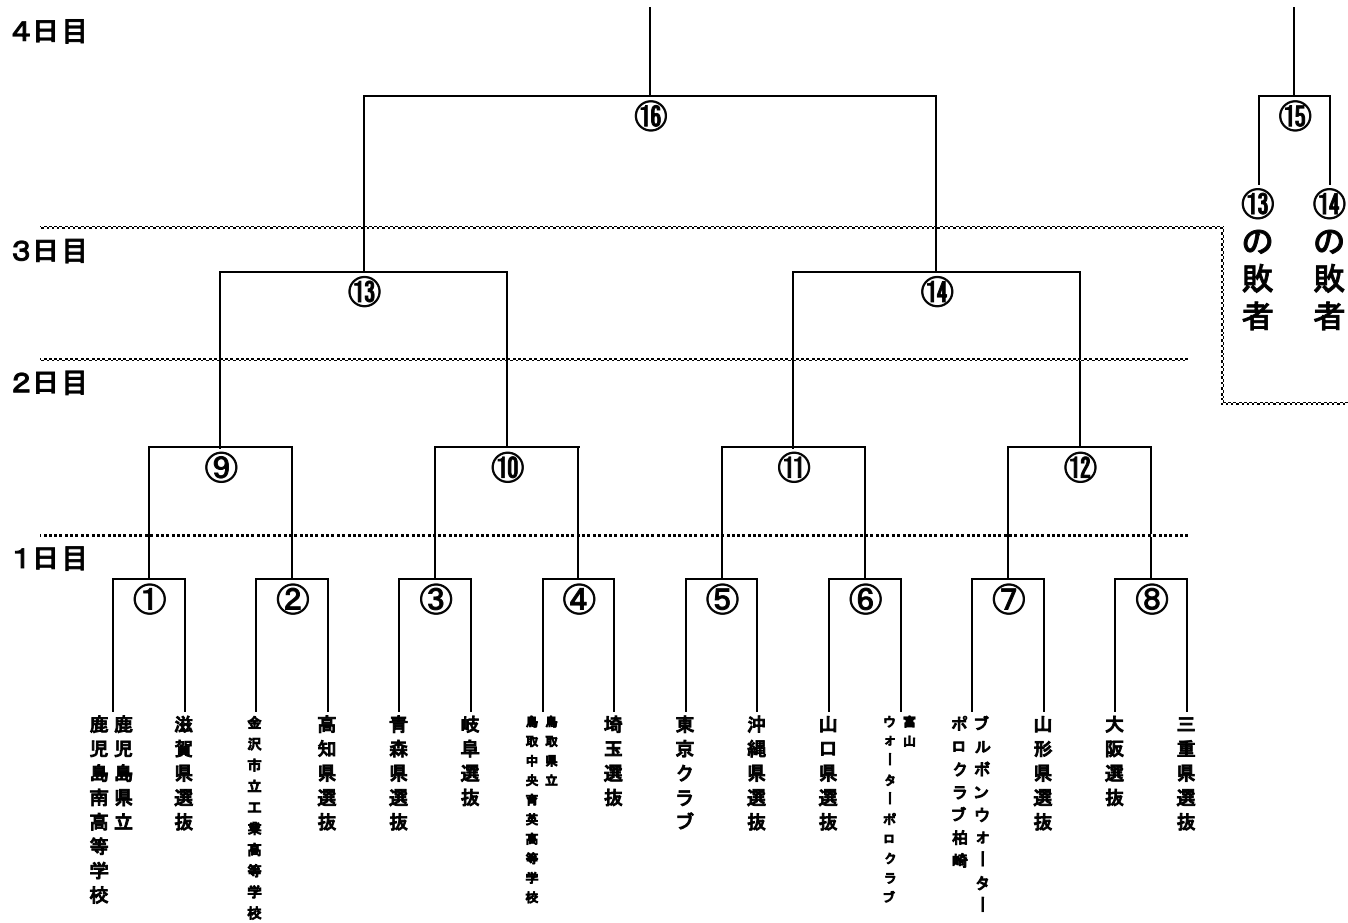 4日目
⑯
⑮
⑬の敗者
⑭の敗者
3日目
⑬
⑭
2日目
⑨
⑩
⑪
⑫
1日目
①
②
③
④
⑤
⑥
⑦
⑧
鹿児島県立
鹿児島南高等学校
滋賀県選抜
金沢市立工業高等学校
高知県選抜
青森県選抜
岐阜選抜
鳥取県立
鳥取中央育英高等学校
埼玉選抜
東京クラブ
沖縄県選抜
山口県選抜
富山
ウォーターポロクラブ
ブルボンウォーター
ポロクラブ柏崎
山形県選抜
大阪選抜
三重県選抜